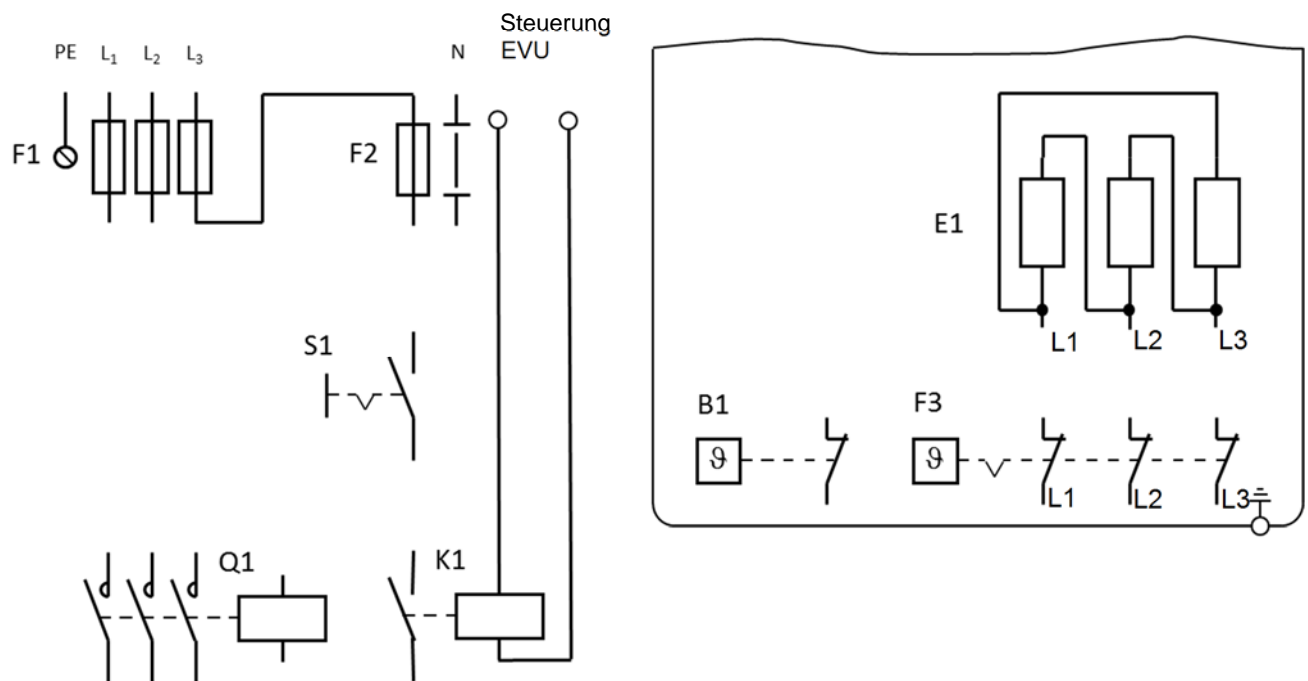 Steuerung
EVU
PE L₁ L₂ L₃ N
F1
F2
S1
Q1
K1
E1
L1 L2 L3
B1 F3
ϑ ϑ
L1 L2 L3